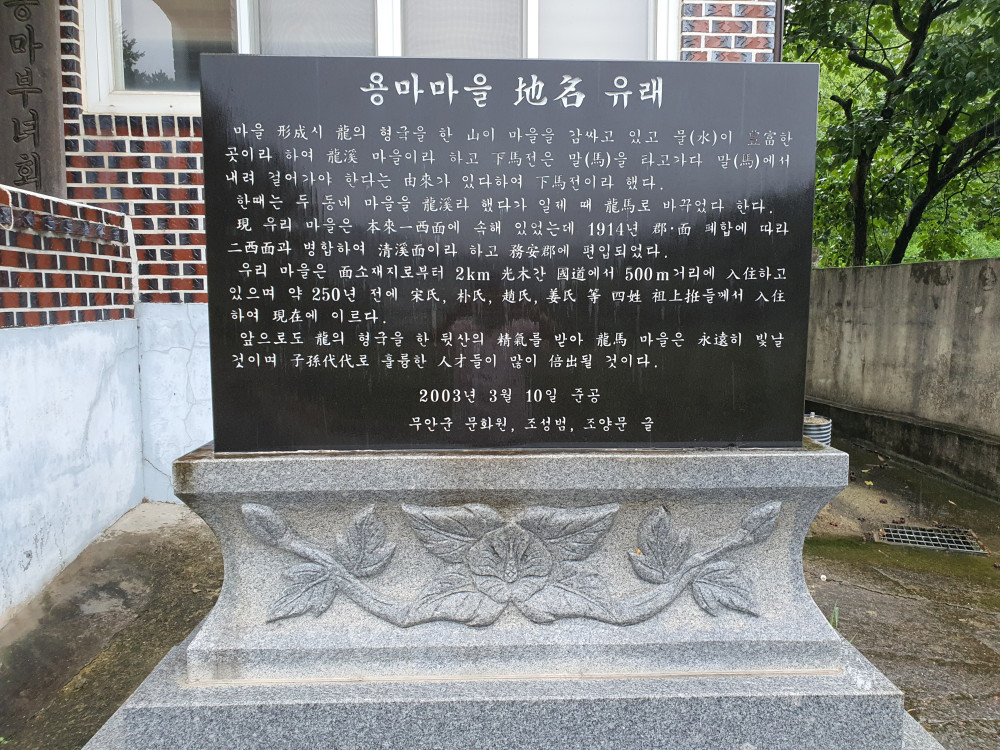 용마부녀회
용마마을 地名 유래
마을 形成시 龍의 형국을 한 山이 마을을 감싸고 있고 물(水)이 豊富한
곳이라 하여 龍溪 마을이라 하고 下馬전은 말(馬)을 타고가다 말(馬)에서
내려 걸어가야 한다는 由來가 있다하여 下馬전이라 했다.
한때는 두 동네 마을을 龍溪라 했다가 일제 때 龍馬로 바꾸었다 한다.
現 우리 마을은 本來一西面에 속해 있었는데 1914년 郡·面 폐합에 따라
二西面과 병합하여 清溪面이라 하고 務安郡에 편입되었다.
우리 마을은 面소재지로부터 2km 光木간 國道에서 500m거리에 入住하고
있으며 약 250년 전에 宋氏, 朴氏, 趙氏, 姜氏 等 四姓 祖上들께서 入住
하여 現在에 이르다.
앞으로도 龍의 형국을 한 뒷산의 精氣를 받아 龍馬 마을은 永遠히 빛날
것이며 子孫代代로 훌륭한 人才들이 많이 倍出될 것이다.
2003년 3월 10일 준공
무안군 문화원, 조성범, 조양문 글